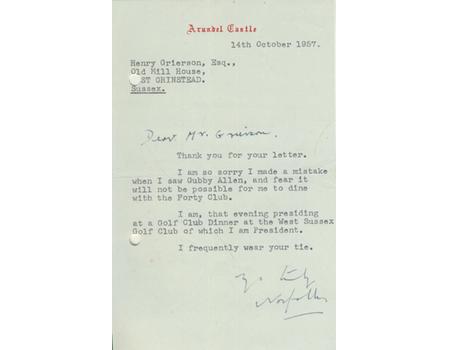 Arundel Castle
14th October 1957.
Henry Grierson, Esq.,
Old Mill House,
ST GRINSTEAD.
Sussex.
Dear Mr. Grierson.
Thank you for your letter.
I am so sorry I made a mistake
when I saw Gubby Allen, and fear it
will not be possible for me to dine
with the Forty Club.
I am, that evening presiding
at a Golf Club Dinner at the West Sussex
Golf Club of which I am President.
I frequently wear your tie.
Norfolk